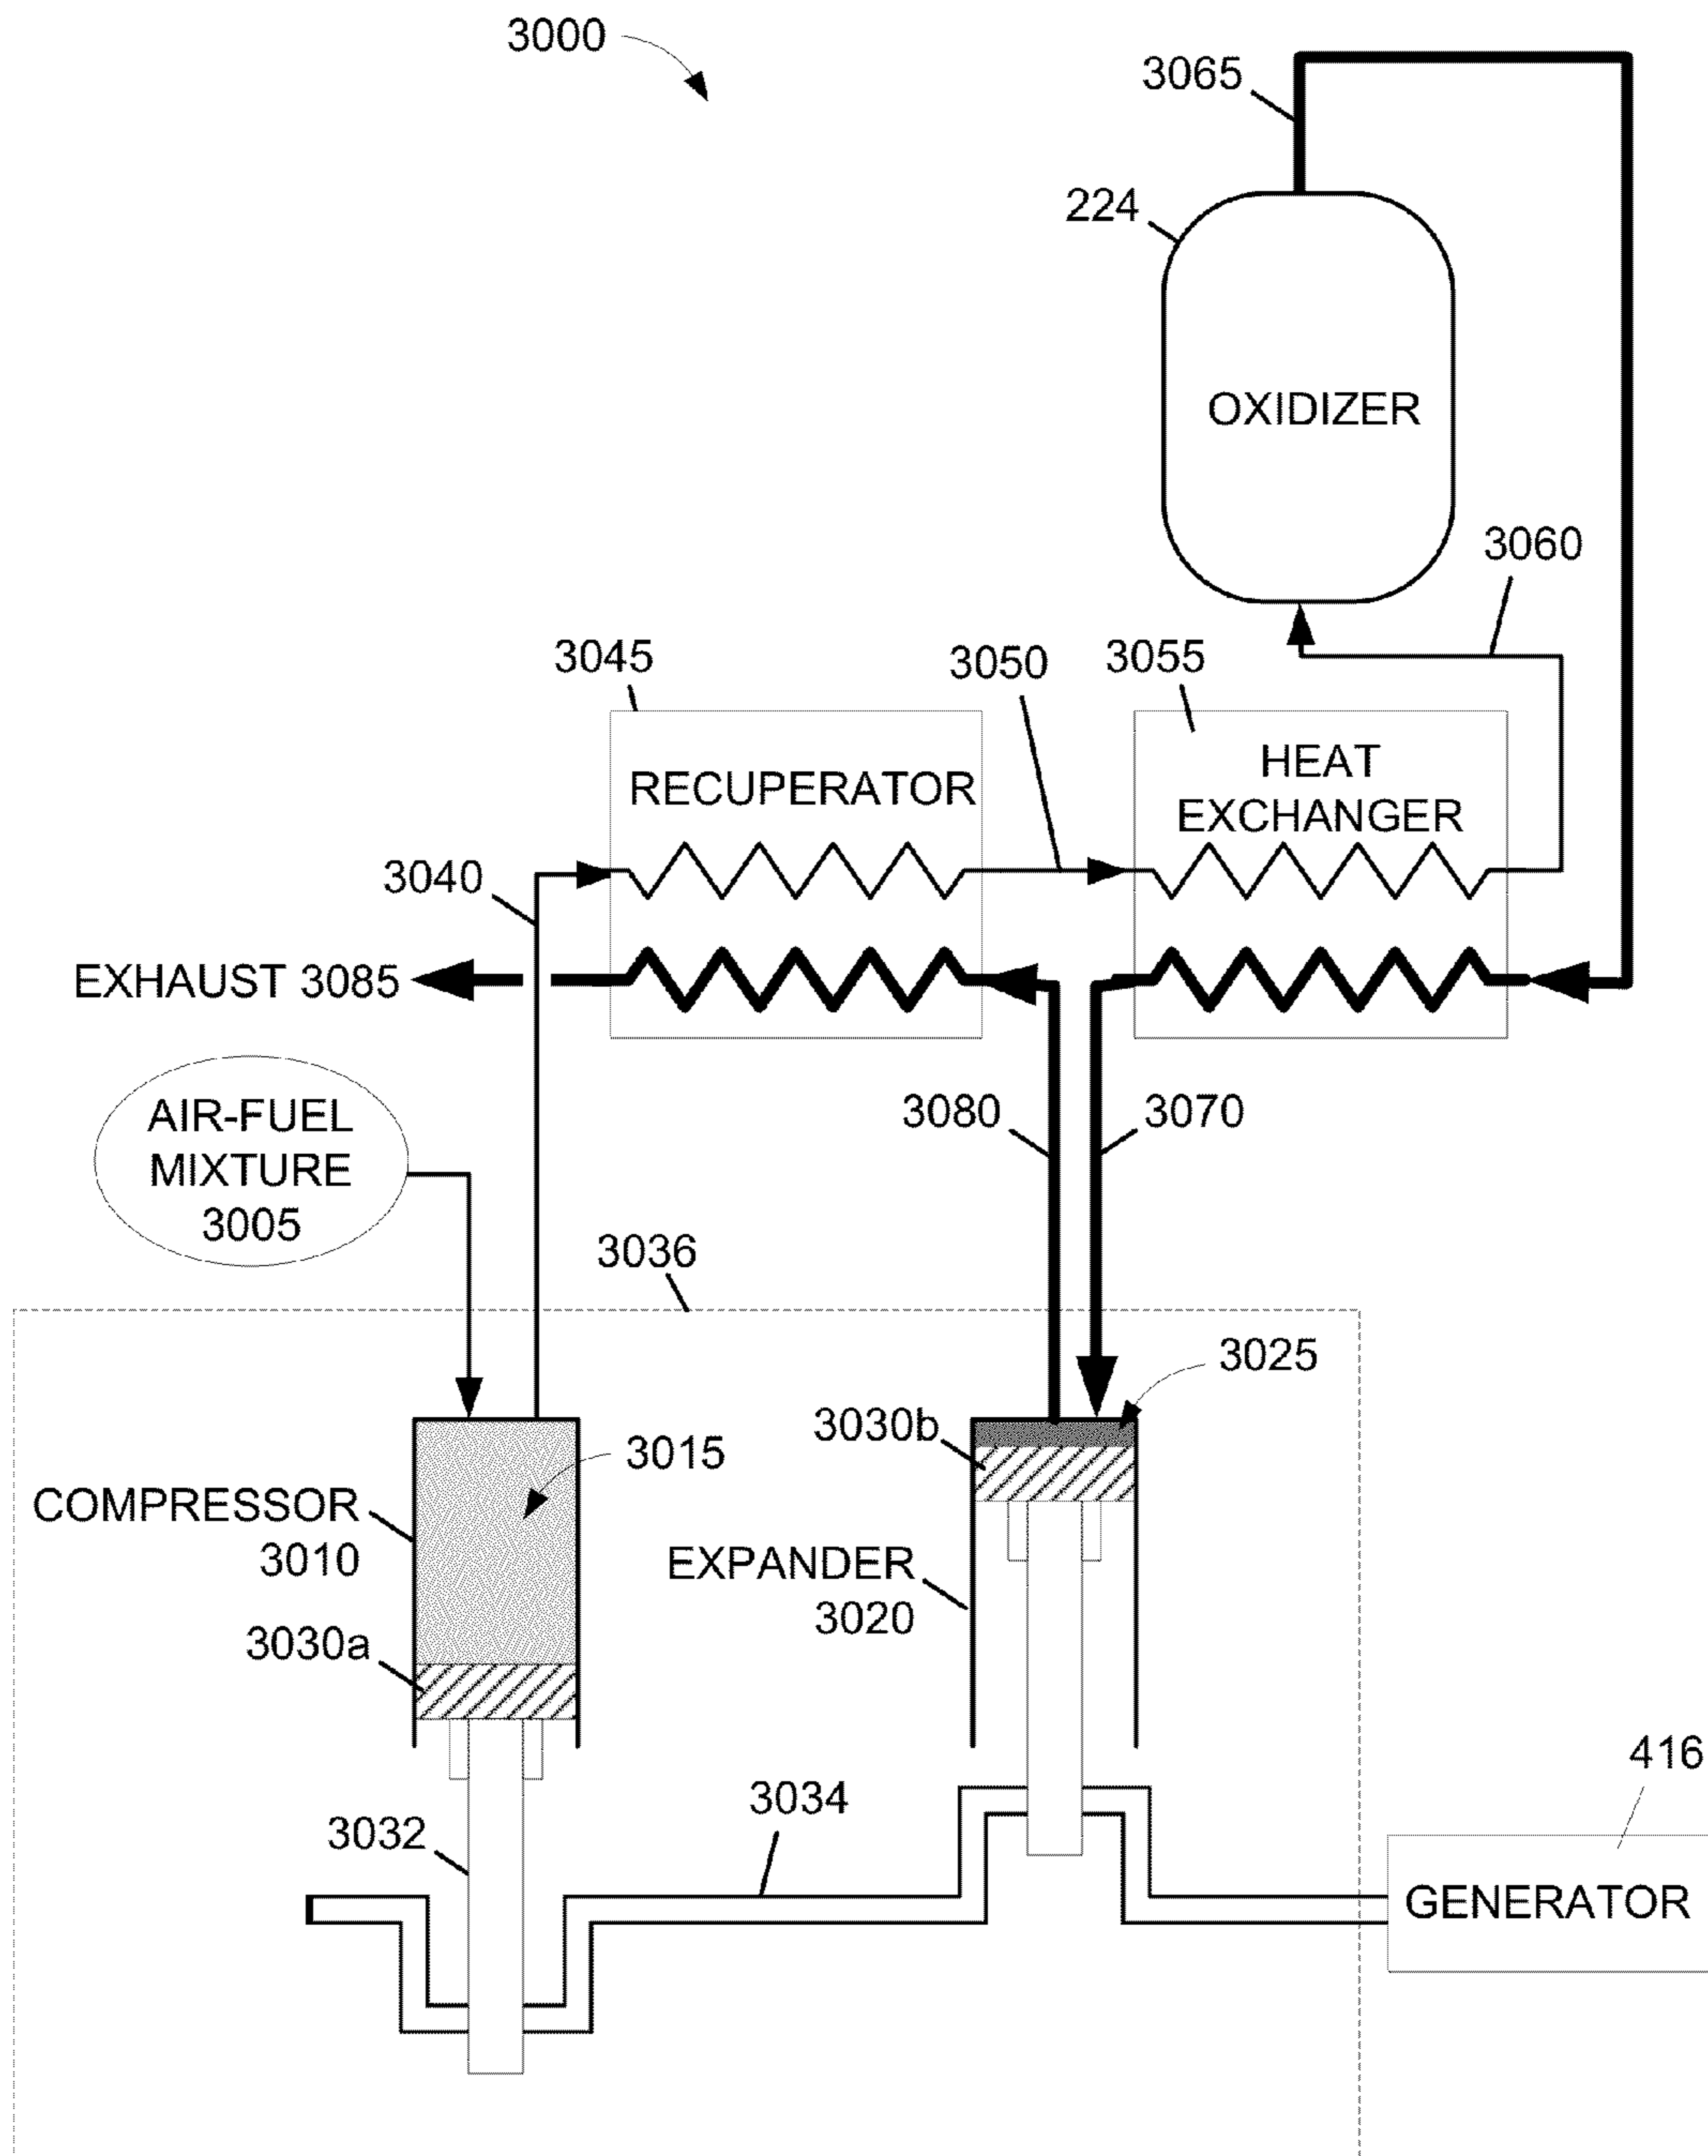 3000
3065
224
OXIDIZER
3060
3045
3050
3055
RECUPERATOR
HEAT
EXCHANGER
3040
EXHAUST 3085
AIR-FUEL
MIXTURE
3005
3080
3070
3036
3025
3030b
3015
COMPRESSOR
3010
EXPANDER
3020
3030a
416
3034
3032
GENERATOR